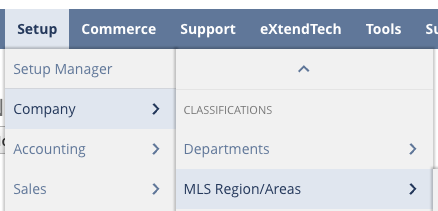 Setup Commerce Support eXtendTech Tools
Setup Manager
Company
CLASSIFICATIONS
Accounting
Departments
Sales
MLS Region/Areas